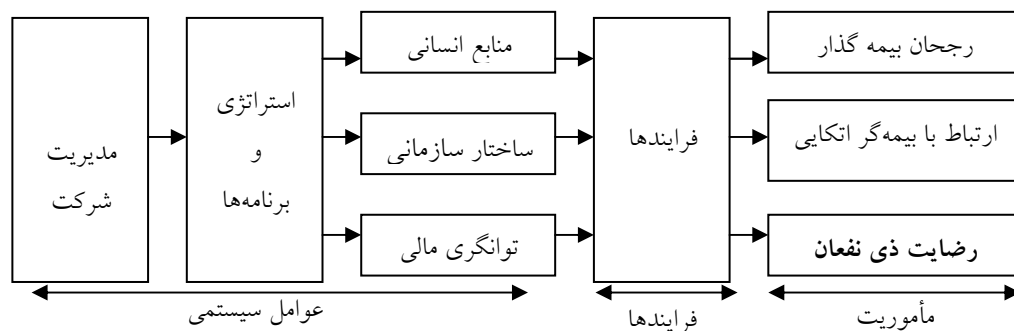 مدیریت
شرکت
استراتژی
و
برنامه‌ها
منابع انسانی
ساختار سازمانی
توانگری مالی
فرایندها
رجحان بیمه گذار
ارتباط با بیمه‌گر اتکایی
رضایت ذی نفعان
عوامل سیستمی
فرایندها
مأموریت